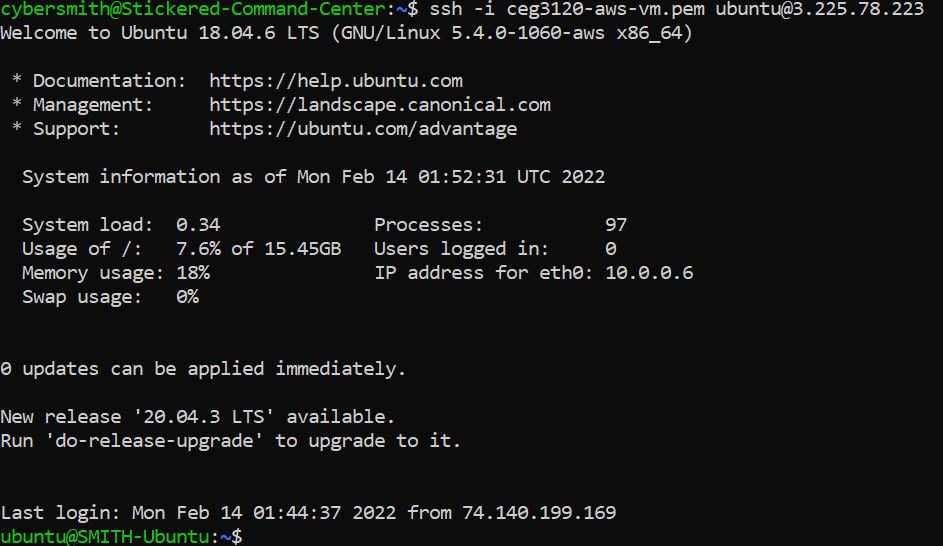 cybersmith@Stickered-Command-Center:~$ ssh -i ceg3120-aws-vm.pem ubuntu@3.225.78.223
Welcome to Ubuntu 18.04.6 LTS (GNU/Linux 5.4.0-1060-aws x86_64)
* Documentation: https://help.ubuntu.com
* Management: https://landscape.canonical.com
* Support: https://ubuntu.com/advantage
System information as of Mon Feb 14 01:52:31 UTC 2022
System load: 0.34 Processes: 97
Usage of /: 7.6% of 15.45GB Users logged in: 0
Memory usage: 18% IP address for eth0: 10.0.0.6
Swap usage: 0%
0 updates can be applied immediately.
New release '20.04.3 LTS' available.
Run 'do-release-upgrade' to upgrade to it.
Last login: Mon Feb 14 01:44:37 2022 from 74.140.199.169
ubuntu@SMITH-Ubuntu:~$